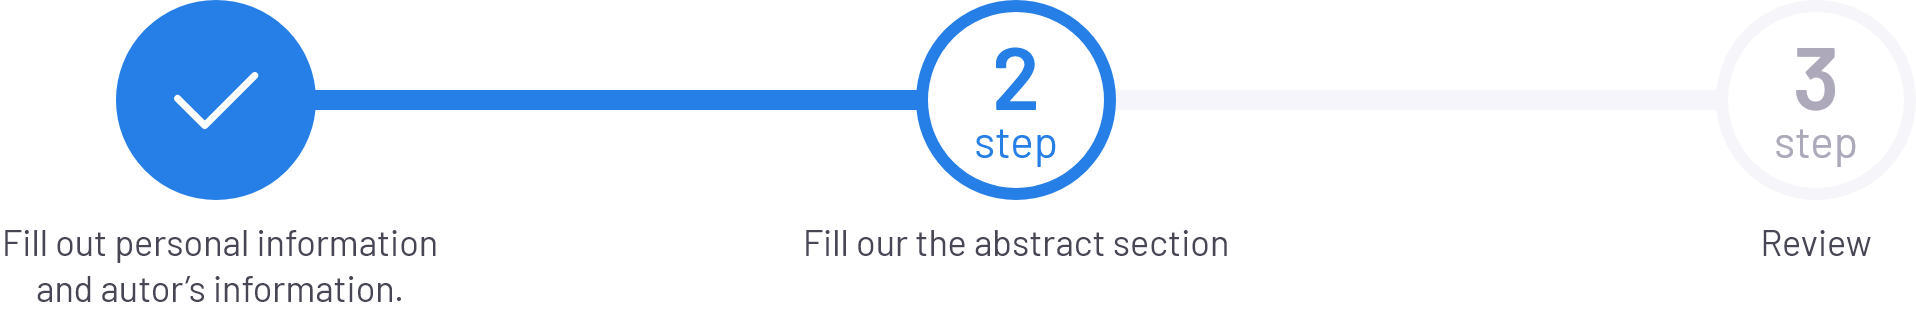 2
step
3
step
Fill out personal information
and autor’s information.
Fill our the abstract section
Review